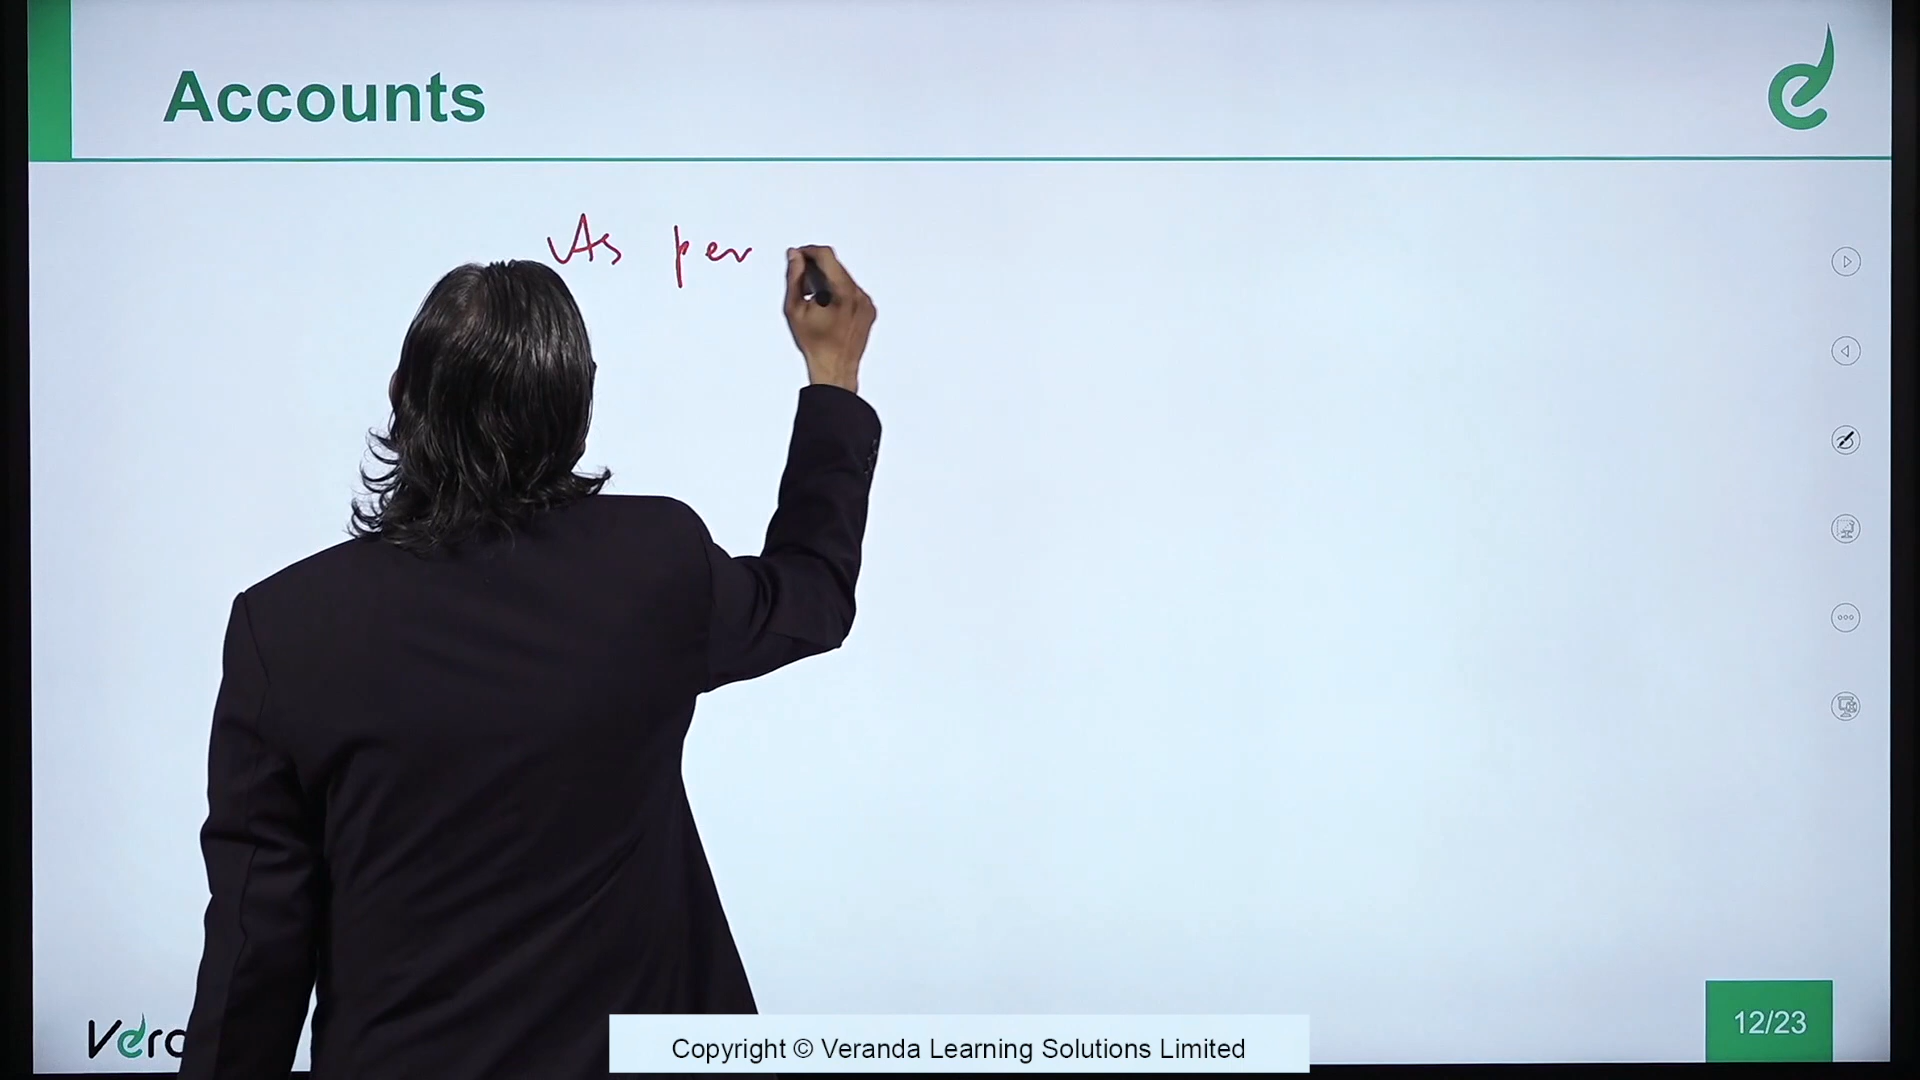 Accounts
As per
12/23
Copyright © Veranda Learning Solutions Limited